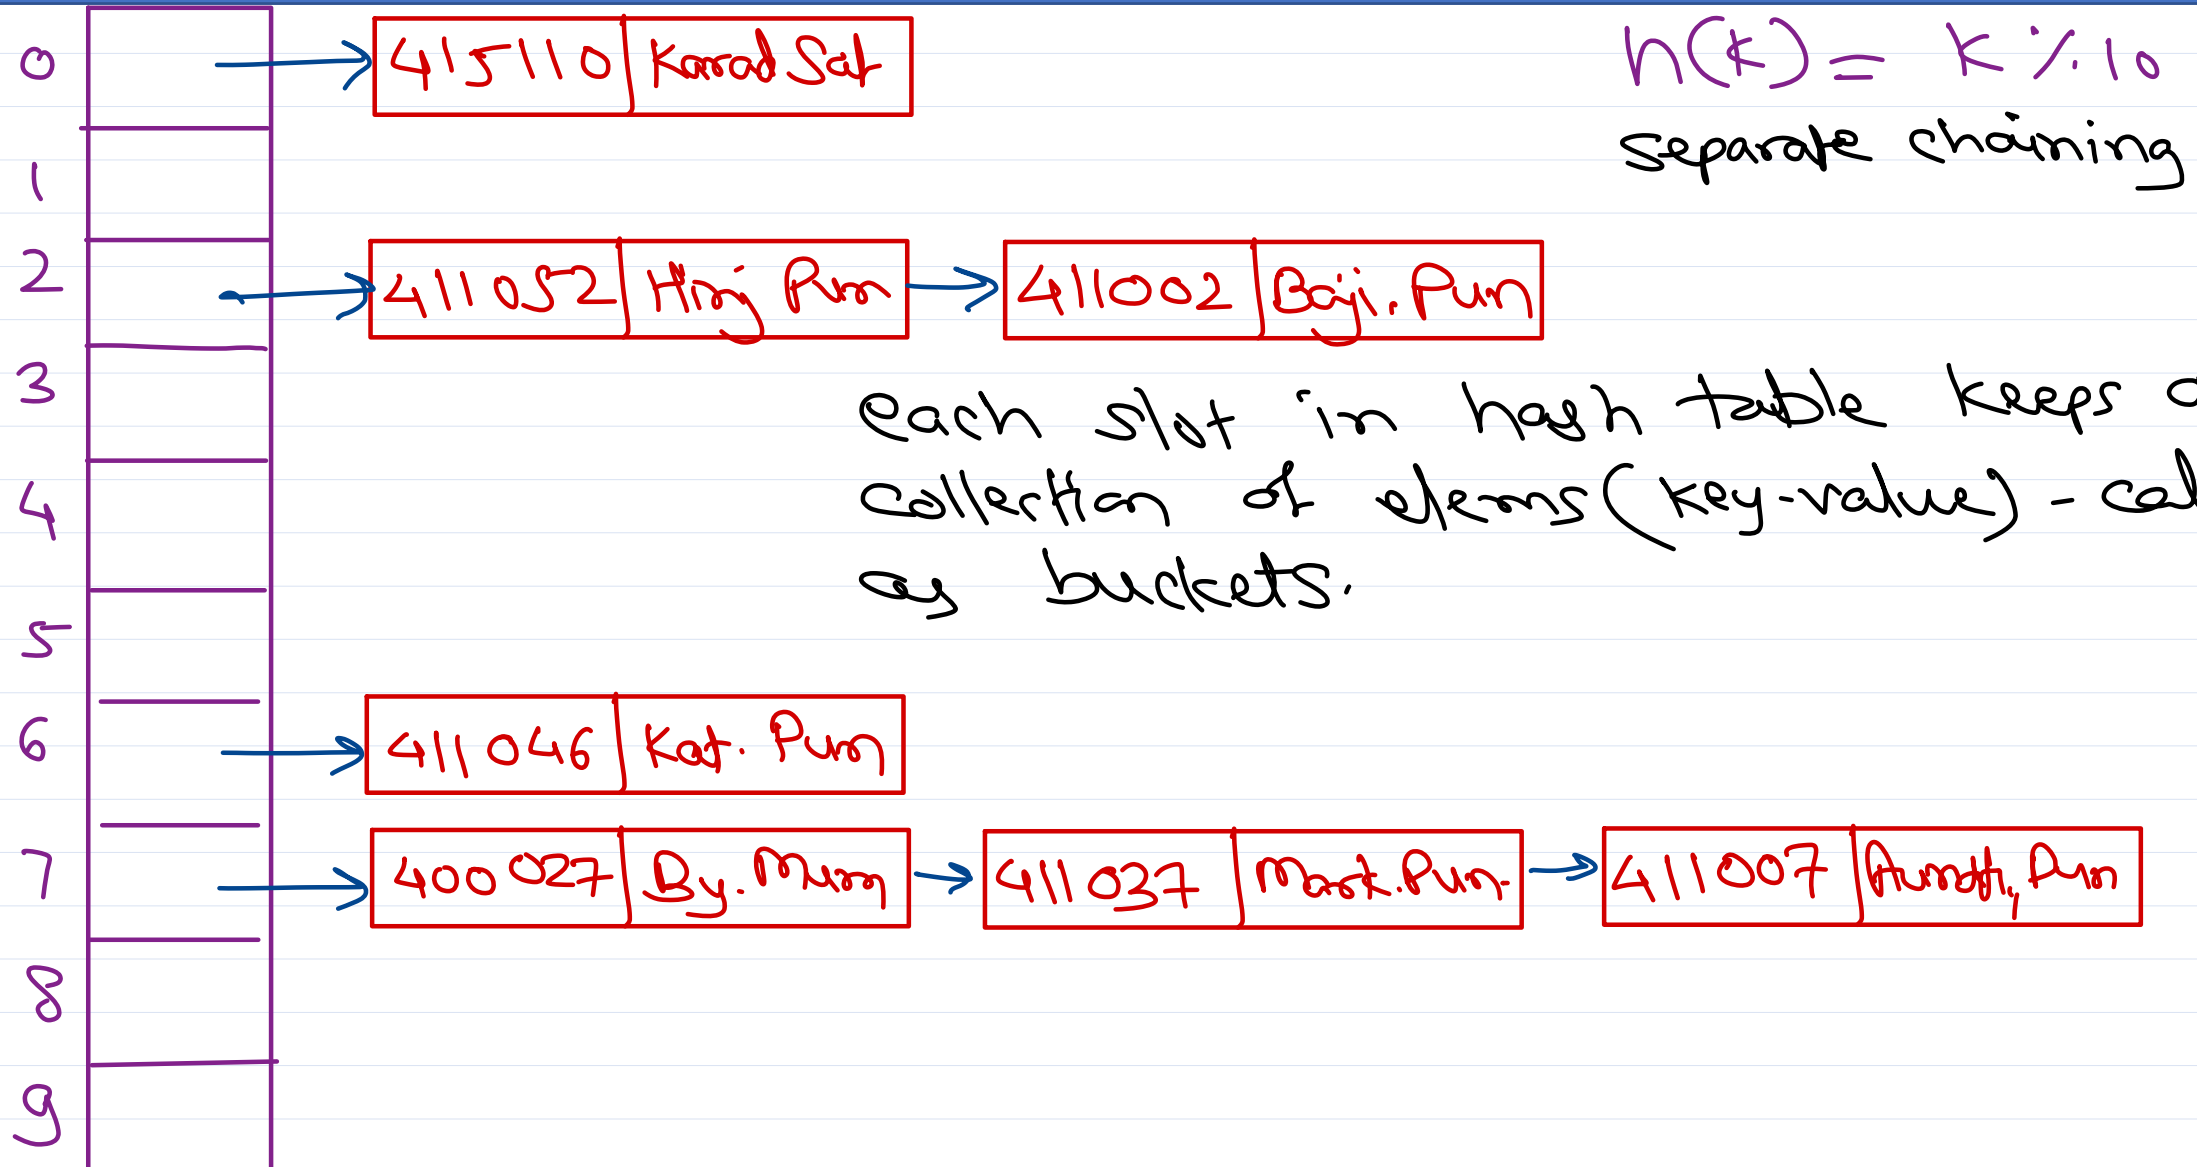 0 415110 Karad Sat h(k) = k % 10
separate chaining
1
2 411052 Hinj Pun 411002 Baji. Pun
3 each slot in hash table keeps a
4 collection of elems (key-value) - cal
as buckets.
5
6 411046 Kat. Pun
7 400027 By. Mum 411037 Mark. Pun. 411007 Pun
8
9